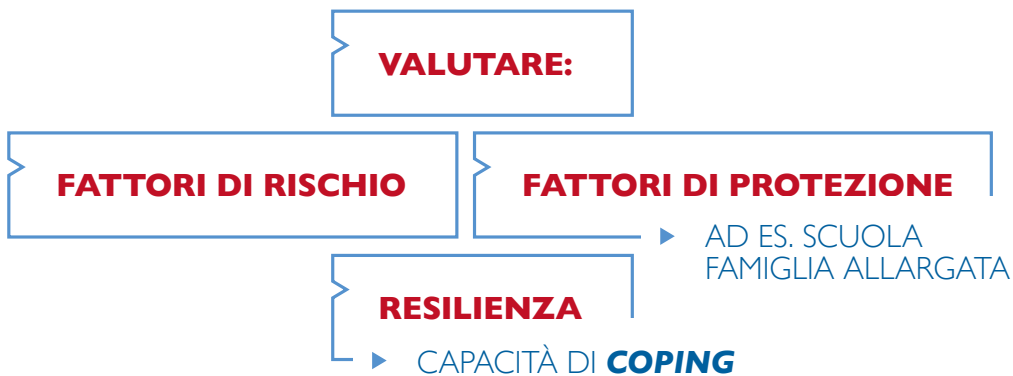 VALUTARE:
FATTORI DI RISCHIO
FATTORI DI PROTEZIONE
AD ES. SCUOLA
FAMIGLIA ALLARGATA
RESILIENZA
CAPACITÀ DI COPING